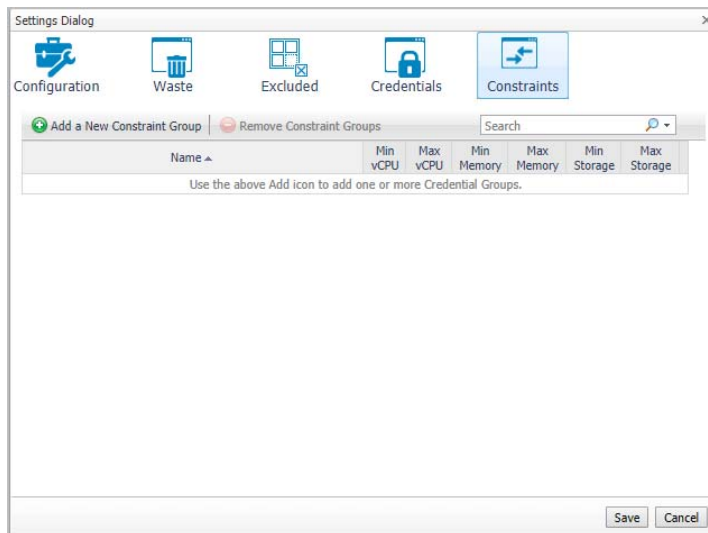 Settings Dialog
Configuration Waste Excluded Credentials Constraints
Add a New Constraint Group Remove Constraint Groups Search
Name Min vCPU Max vCPU Min Memory Max Memory Min Storage Max Storage
Use the above Add icon to add one or more Credential Groups.
Save Cancel